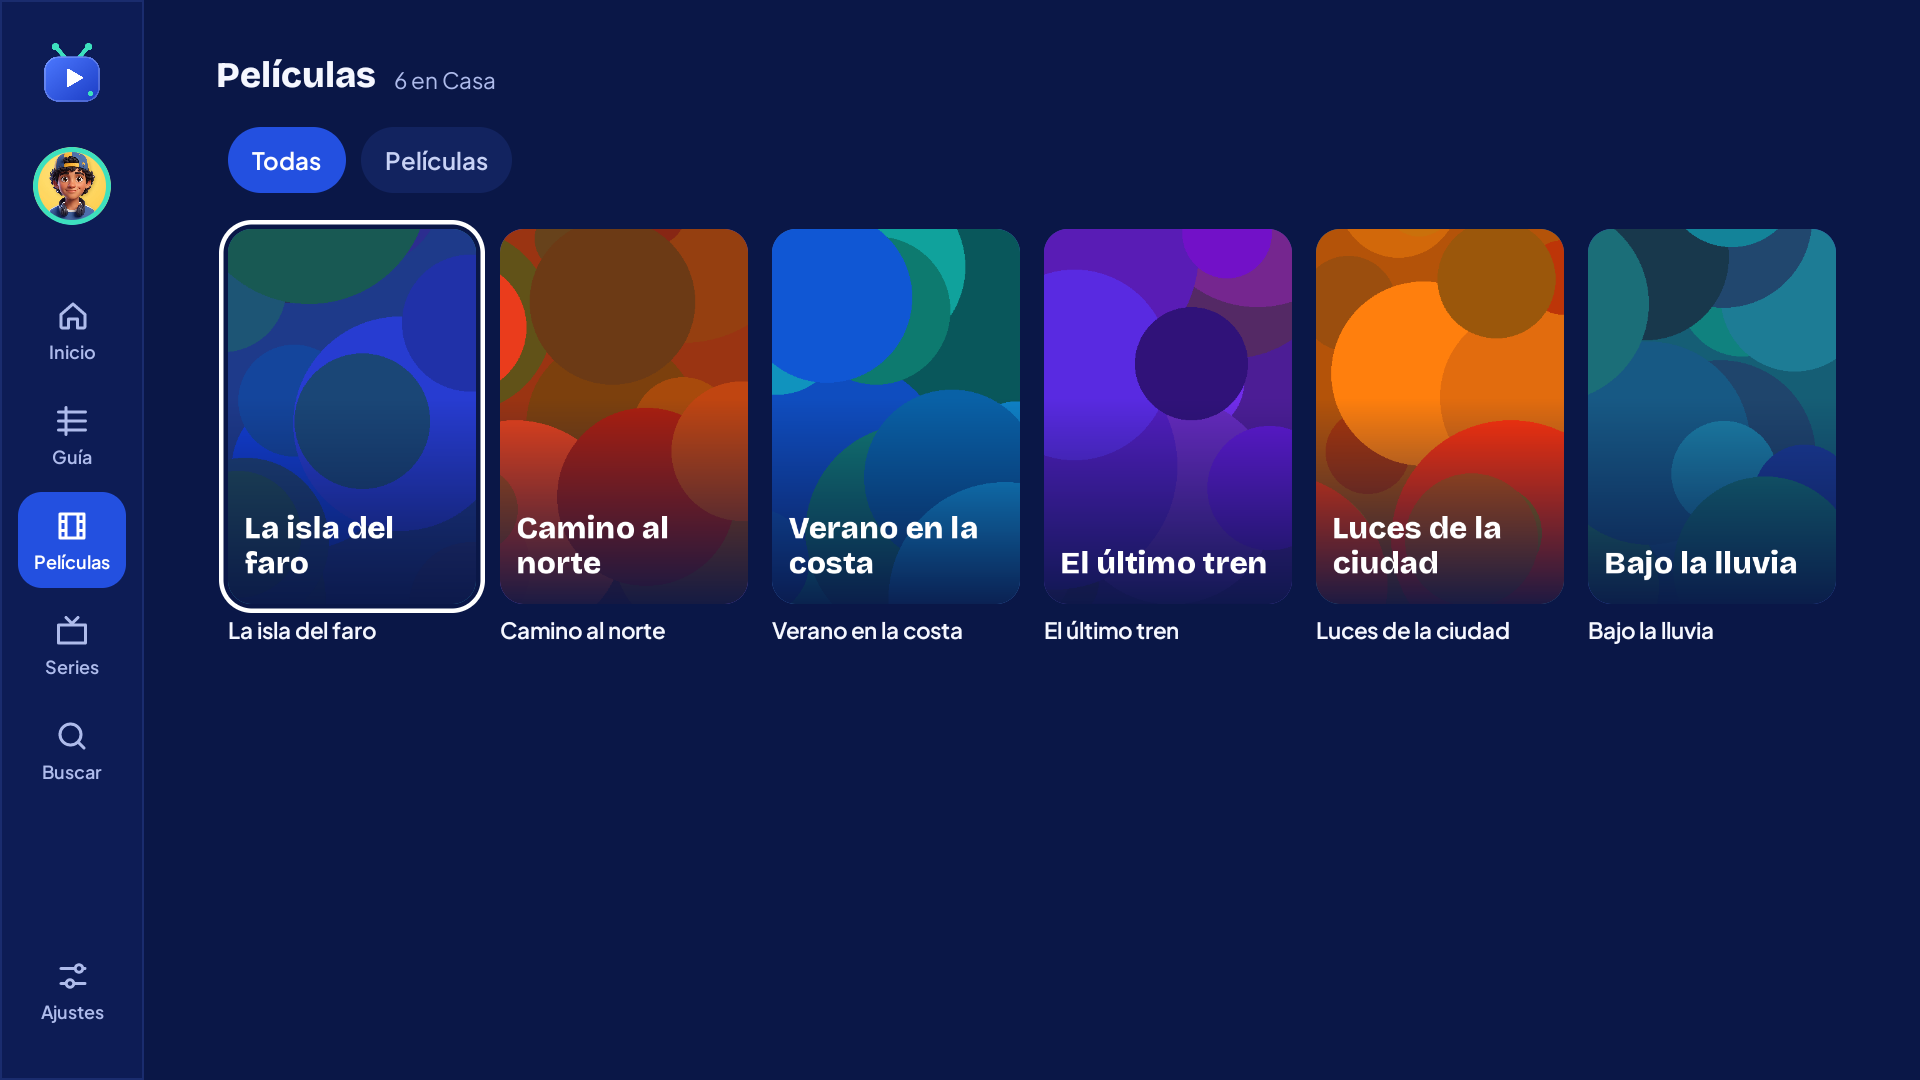 Películas
6 en Casa
Todas
Películas
Inicio
Guía
Películas
Series
Buscar
Ajustes
La isla del
faro
Camino al
norte
Verano en la
costa
El último tren
Luces de la
ciudad
Bajo la lluvia
La isla del faro
Camino al norte
Verano en la costa
El último tren
Luces de la ciudad
Bajo la lluvia